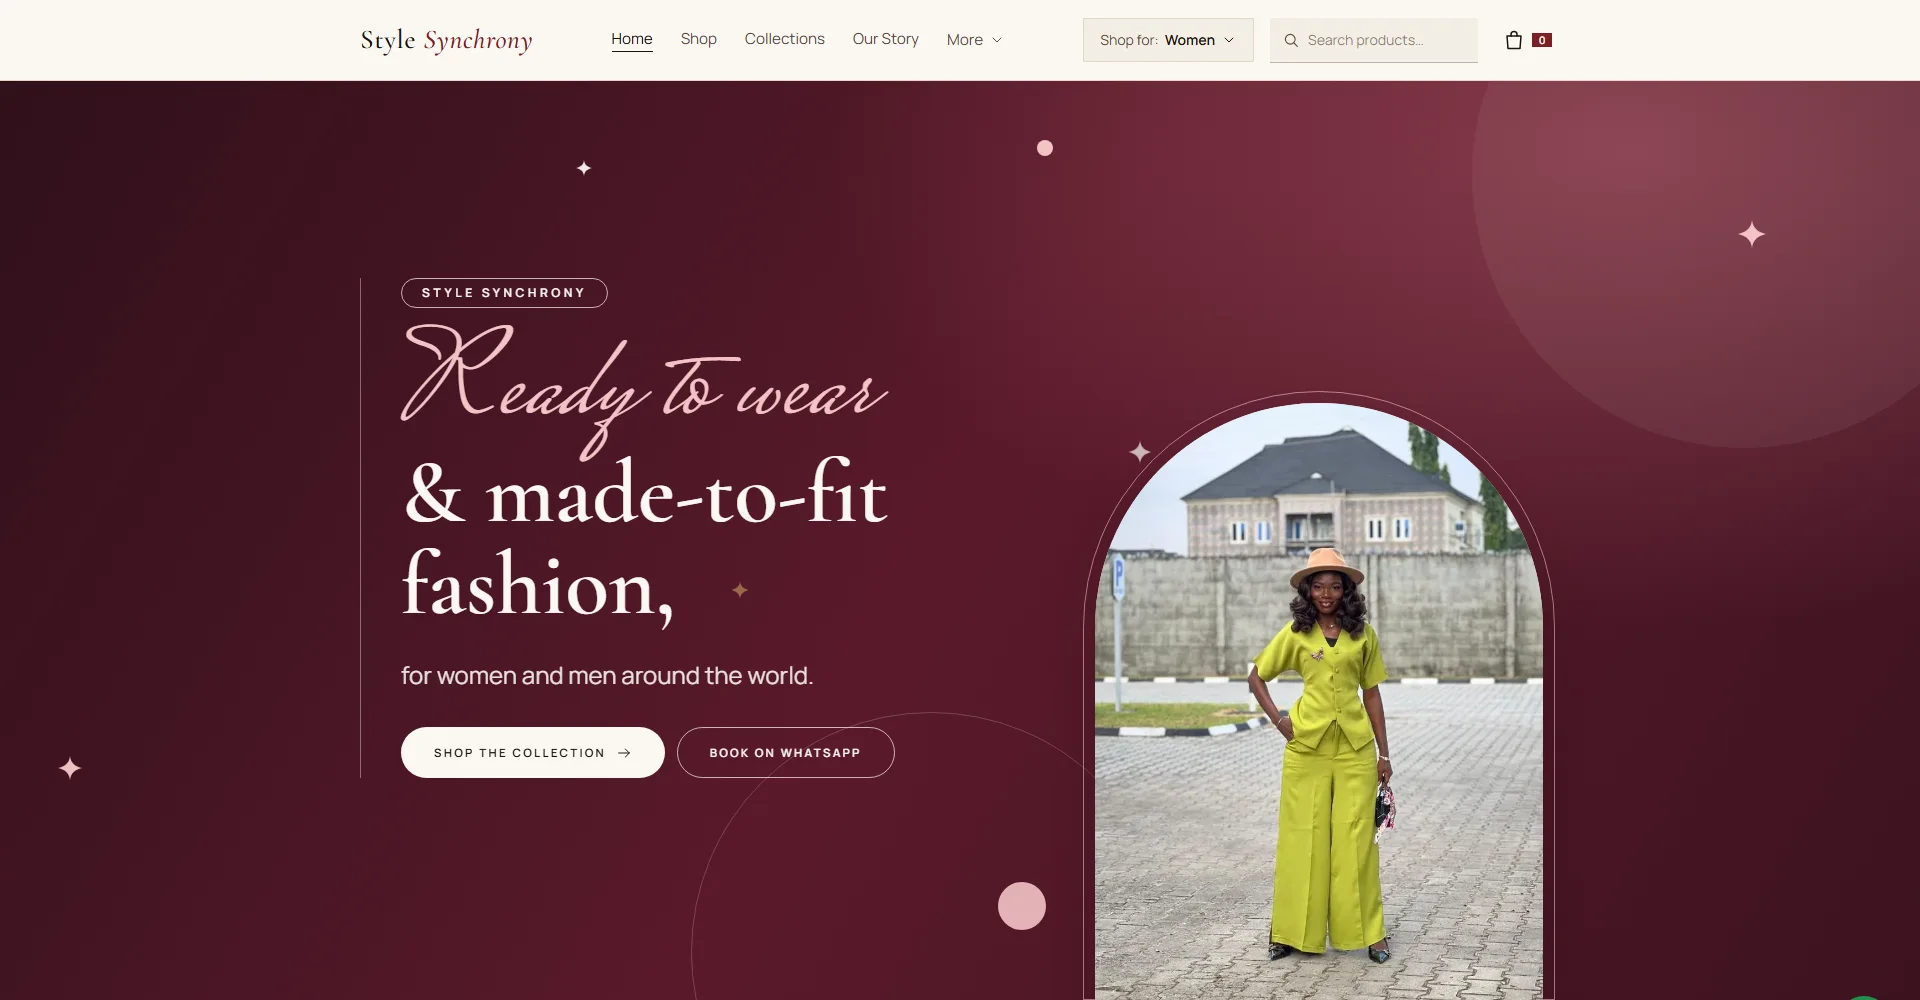 Style Synchrony
Home
Shop
Collections
Our Story
More
Shop for: Women
Search products...
0
STYLE SYNCHRONY
Ready to wear
& made-to-fit
fashion,
for women and men around the world.
SHOP THE COLLECTION →
BOOK ON WHATSAPP
P